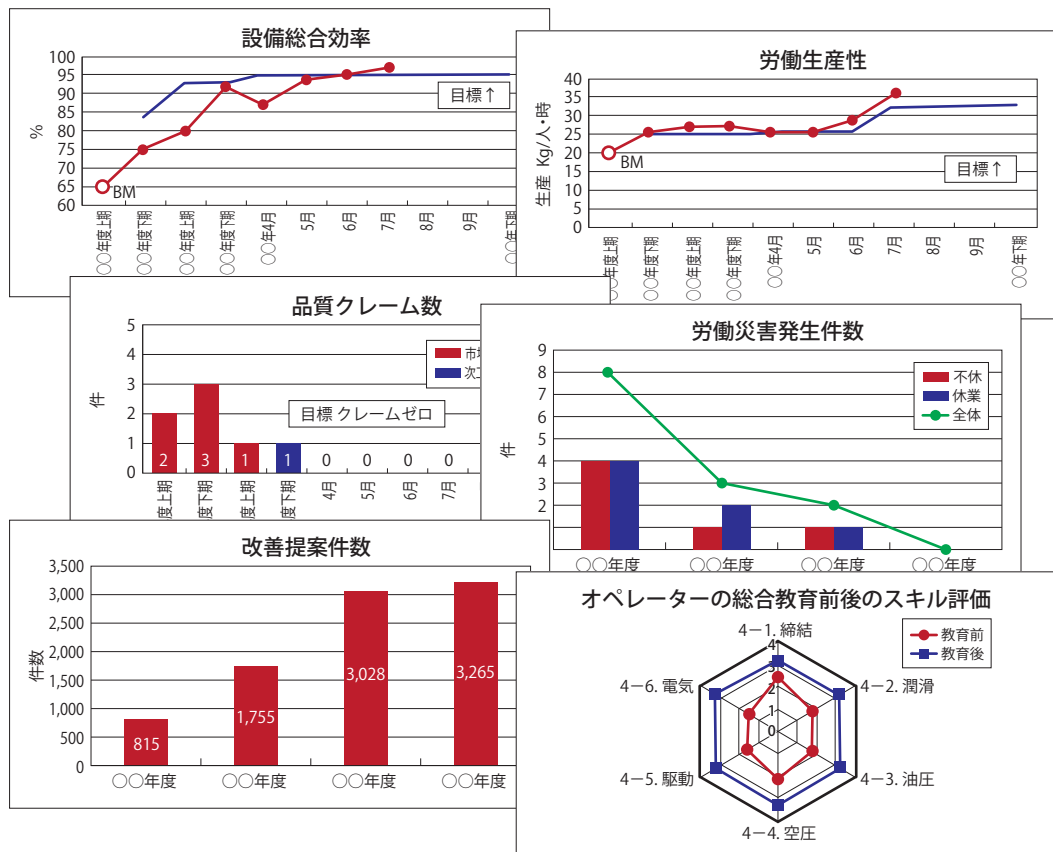 設備総合効率
%
100
95
90
85
80
75
70
65
60
BM
目標↑
○○年度上期
○○年度下期
○○年度上期
○○年度下期
○○年4月
5月
6月
7月
8月
9月
○○年下期
労働生産性
生産 Kg/人・時
40
35
30
25
20
15
10
5
0
BM
目標↑
○○年度上期
○○年度下期
○○年度上期
○○年度下期
○○年4月
5月
6月
7月
8月
9月
○○年下期
品質クレーム数
件
5
4
3
2
1
0
市
次
目標 クレームゼロ
2
3
1
1
0
0
0
0
度上期
度下期
度上期
度下期
4月
5月
6月
7月
労働災害発生件数
件
9
8
7
6
5
4
3
2
不休
休業
全体
○○年度
○○年度
○○年度
○○年度
改善提案件数
件数
3,500
3,000
2,500
2,000
1,500
1,000
500
0
815
1,755
3,028
3,265
○○年度
○○年度
○○年度
○○年度
オペレーターの総合教育前後のスキル評価
教育前
教育後
4－1. 締結
4－2. 潤滑
4－3. 油圧
4－4. 空圧
4－5. 駆動
4－6. 電気
4
3
2
1
0